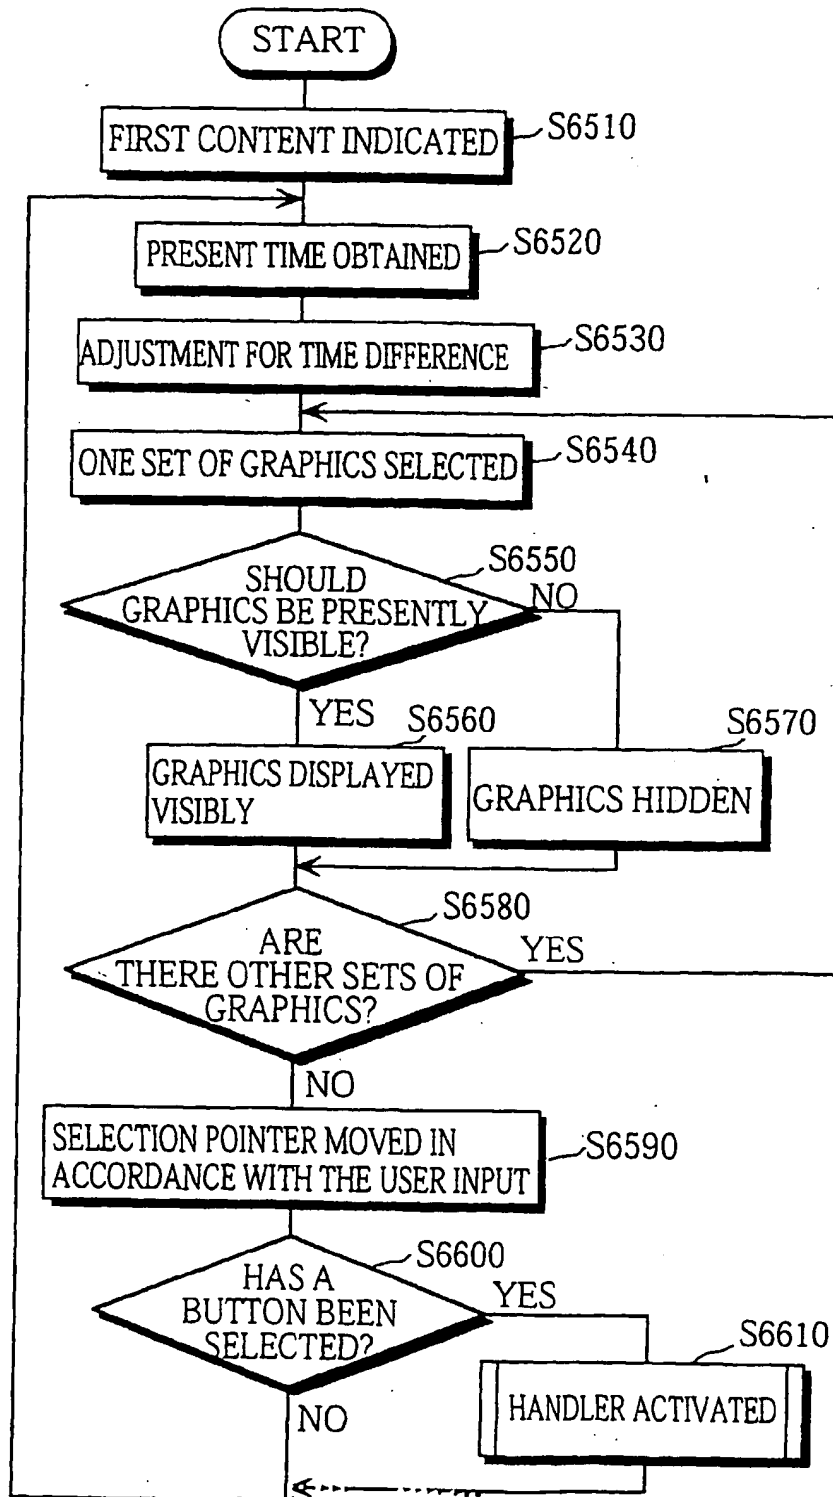 START
FIRST CONTENT INDICATED
S6510
PRESENT TIME OBTAINED
S6520
ADJUSTMENT FOR TIME DIFFERENCE
S6530
ONE SET OF GRAPHICS SELECTED
S6540
S6550
SHOULD
GRAPHICS BE PRESENTLY
VISIBLE?
NO
YES
S6560
GRAPHICS DISPLAYED
VISIBLY
S6570
GRAPHICS HIDDEN
S6580
ARE
THERE OTHER SETS OF
GRAPHICS?
YES
NO
SELECTION POINTER MOVED IN
ACCORDANCE WITH THE USER INPUT
S6590
S6600
HAS A
BUTTON BEEN
SELECTED?
YES
NO
S6610
HANDLER ACTIVATED